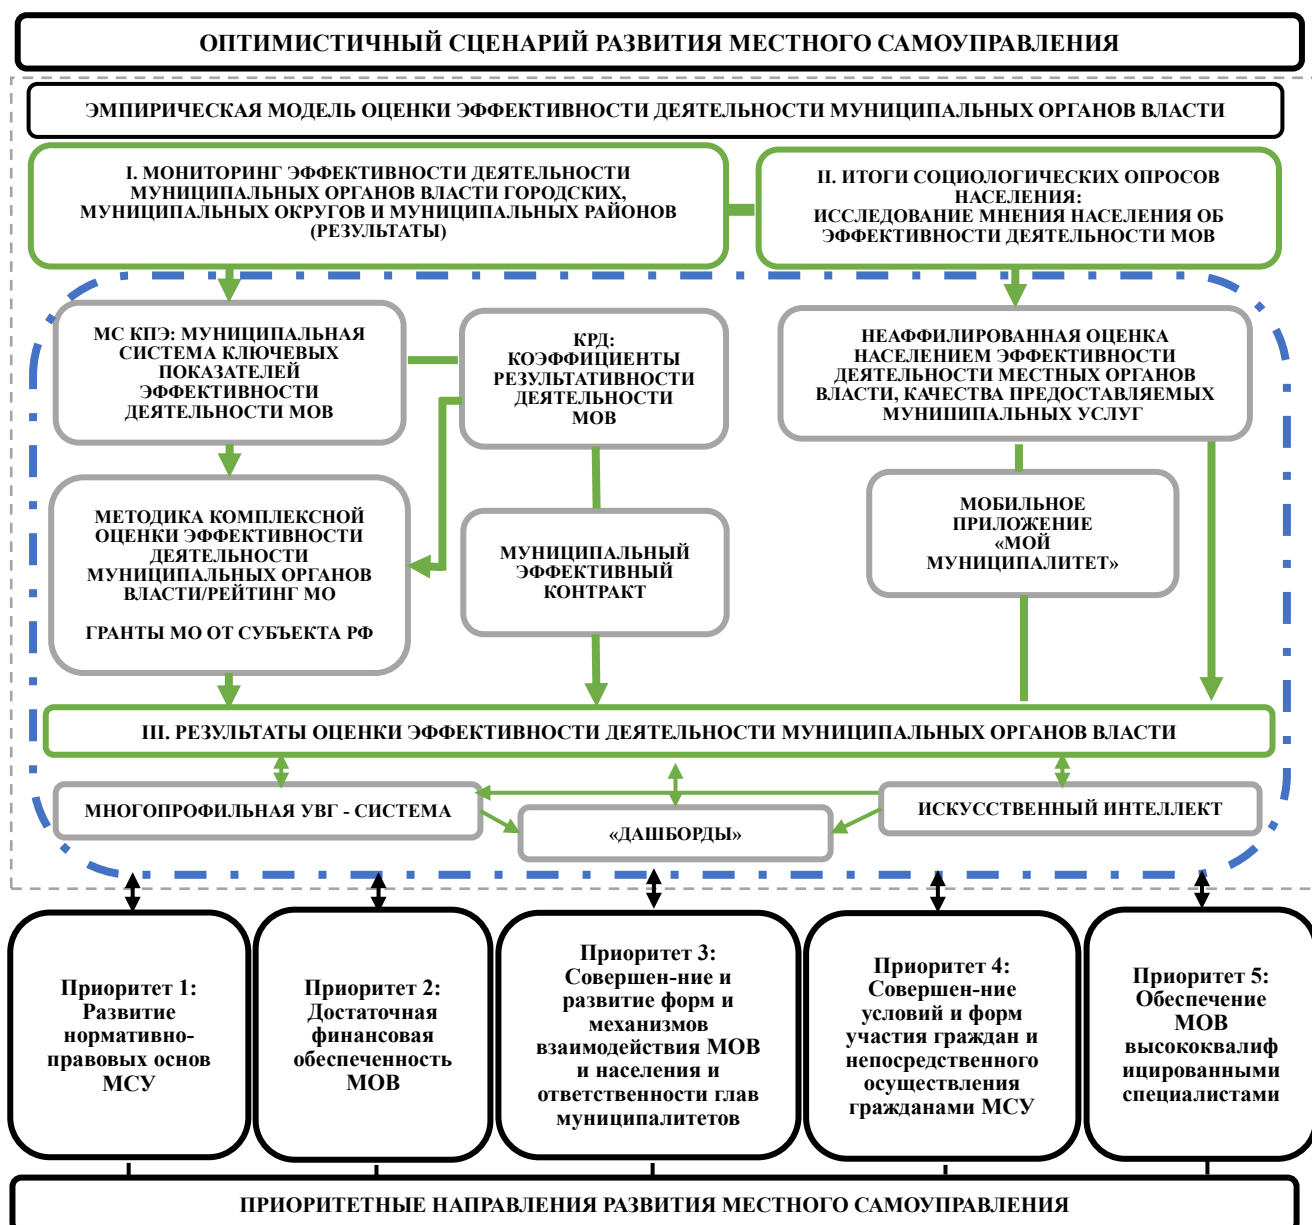 ОПТИМИСТИЧНЫЙ СЦЕНАРИЙ РАЗВИТИЯ МЕСТНОГО САМОУПРАВЛЕНИЯ
ЭМПИРИЧЕСКАЯ МОДЕЛЬ ОЦЕНКИ ЭФФЕКТИВНОСТИ ДЕЯТЕЛЬНОСТИ МУНИЦИПАЛЬНЫХ ОРГАНОВ ВЛАСТИ
I. МОНИТОРИНГ ЭФФЕКТИВНОСТИ ДЕЯТЕЛЬНОСТИ
МУНИЦИПАЛЬНЫХ ОРГАНОВ ВЛАСТИ ГОРОДСКИХ,
МУНИЦИПАЛЬНЫХ ОКРУГОВ И МУНИЦИПАЛЬНЫХ РАЙОНОВ
(РЕЗУЛЬТАТЫ)
II. ИТОГИ СОЦИОЛОГИЧЕСКИХ ОПРОСОВ
НАСЕЛЕНИЯ:
ИССЛЕДОВАНИЕ МНЕНИЯ НАСЕЛЕНИЯ ОБ
ЭФФЕКТИВНОСТИ ДЕЯТЕЛЬНОСТИ МОВ
МС КПЭ: МУНИЦИПАЛЬНАЯ
СИСТЕМА КЛЮЧЕВЫХ
ПОКАЗАТЕЛЕЙ
ЭФФЕКТИВНОСТИ
ДЕЯТЕЛЬНОСТИ МОВ
КРД:
КОЭФФИЦИЕНТЫ
РЕЗУЛЬТАТИВНОСТИ
ДЕЯТЕЛЬНОСТИ
МОВ
НЕАФФИЛИРОВАННАЯ ОЦЕНКА
НАСЕЛЕНИЕМ ЭФФЕКТИВНОСТИ
ДЕЯТЕЛЬНОСТИ МЕСТНЫХ ОРГАНОВ
ВЛАСТИ, КАЧЕСТВА ПРЕДОСТАВЛЯЕМЫХ
МУНИЦИПАЛЬНЫХ УСЛУГ
МЕТОДИКА КОМПЛЕКСНОЙ
ОЦЕНКИ ЭФФЕКТИВНОСТИ
ДЕЯТЕЛЬНОСТИ
МУНИЦИПАЛЬНЫХ ОРГАНОВ
ВЛАСТИ/РЕЙТИНГ МО
ГРАНТЫ МО ОТ СУБЪЕКТА РФ
МУНИЦИПАЛЬНЫЙ
ЭФФЕКТИВНЫЙ
КОНТРАКТ
МОБИЛЬНОЕ
ПРИЛОЖЕНИЕ
«МОЙ
МУНИЦИПАЛИТЕТ»
III. РЕЗУЛЬТАТЫ ОЦЕНКИ ЭФФЕКТИВНОСТИ ДЕЯТЕЛЬНОСТИ МУНИЦИПАЛЬНЫХ ОРГАНОВ ВЛАСТИ
МНОГОПРОФИЛЬНАЯ УВГ - СИСТЕМА
«ДАШБОРДЫ»
ИСКУССТВЕННЫЙ ИНТЕЛЛЕКТ
Приоритет 1:
Развитие
нормативно-
правовых основ
МСУ
Приоритет 2:
Достаточная
финансовая
обеспеченность
МОВ
Приоритет 3:
Совершен-ние и
развитие форм и
механизмов
взаимодействия МОВ
и населения и
ответственности глав
муниципалитетов
Приоритет 4:
Совершен-ние
условий и форм
участия граждан и
непосредственного
осуществления
гражданами МСУ
Приоритет 5:
Обеспечение
МОВ
высококвалиф
ицированными
специалистами
ПРИОРИТЕТНЫЕ НАПРАВЛЕНИЯ РАЗВИТИЯ МЕСТНОГО САМОУПРАВЛЕНИЯ